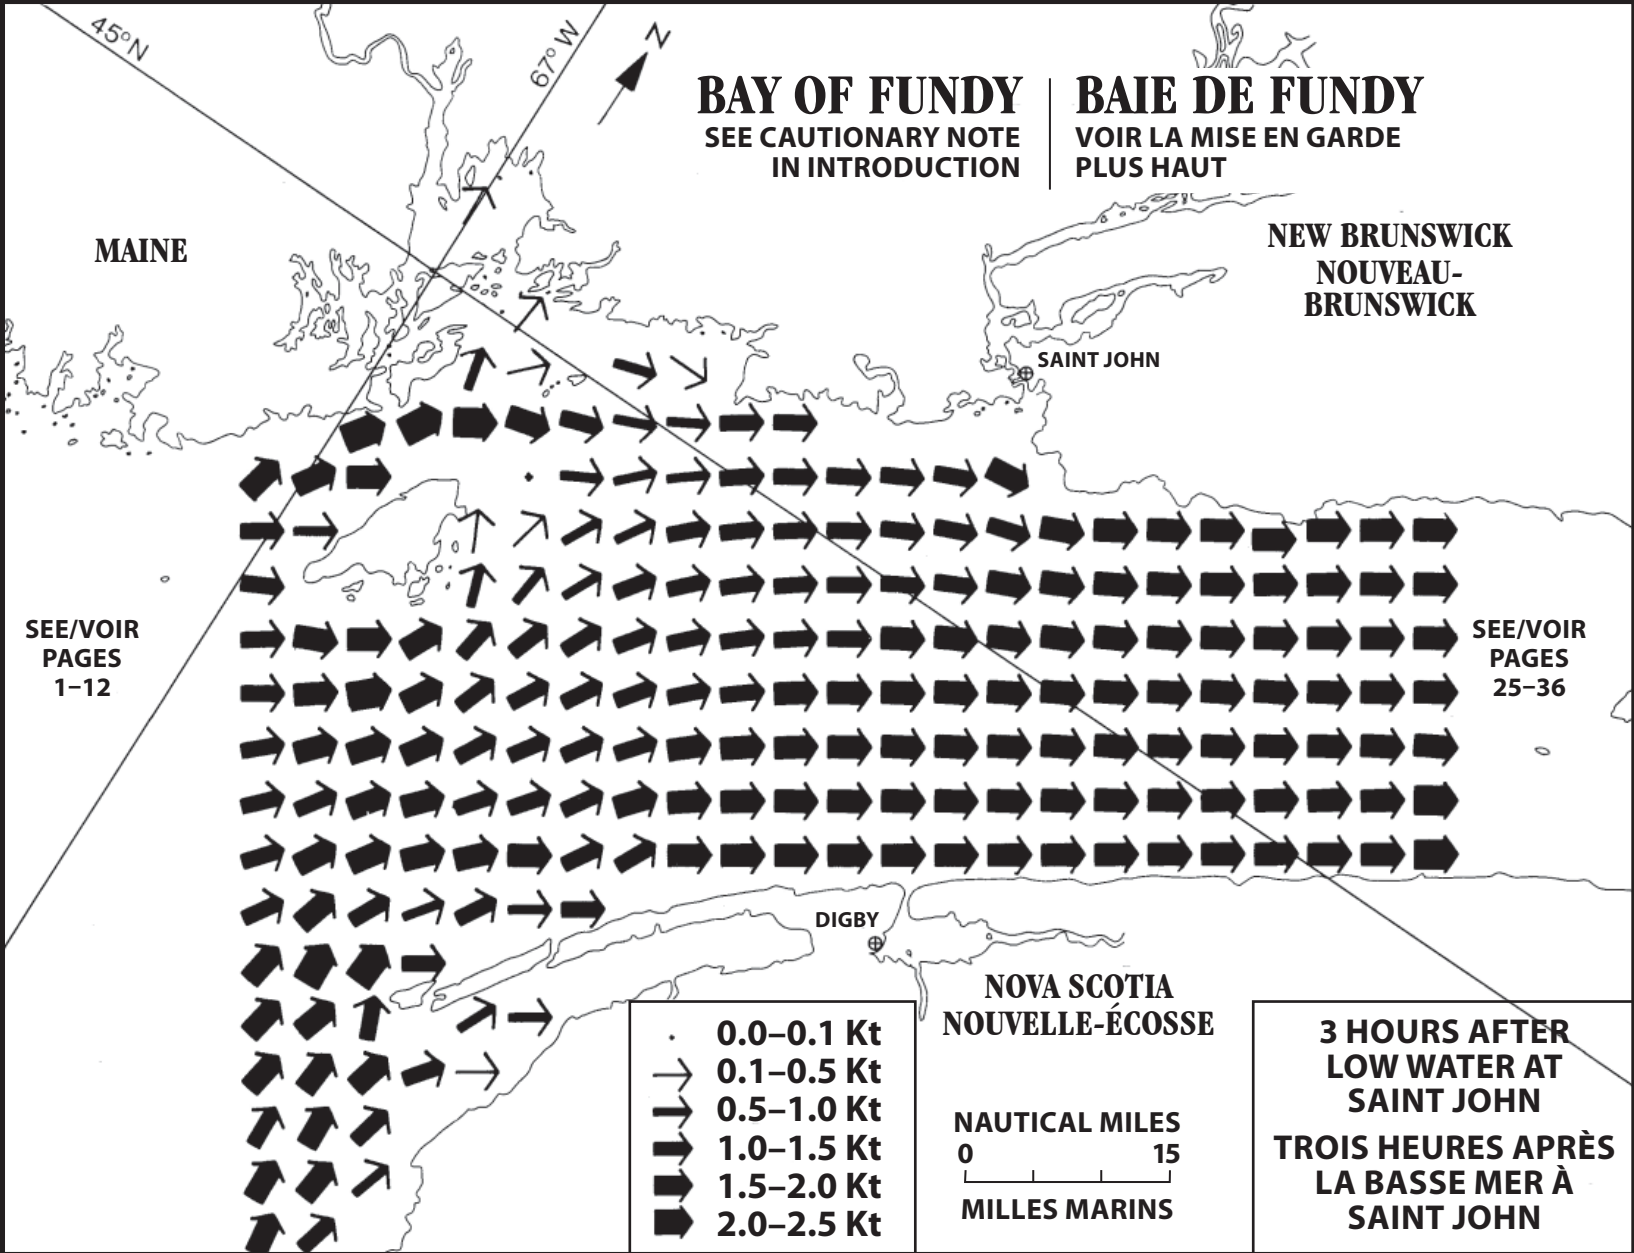 45°N
67° W
N
BAY OF FUNDY
SEE CAUTIONARY NOTE
IN INTRODUCTION
BAIE DE FUNDY
VOIR LA MISE EN GARDE
PLUS HAUT
MAINE
NEW BRUNSWICK
NOUVEAU-
BRUNSWICK
SAINT JOHN
SEE/VOIR
PAGES
1–12
SEE/VOIR
PAGES
25–36
DIGBY
NOVA SCOTIA
NOUVELLE-ÉCOSSE
0.0–0.1 Kt
0.1–0.5 Kt
0.5–1.0 Kt
1.0–1.5 Kt
1.5–2.0 Kt
2.0–2.5 Kt
NAUTICAL MILES
0 15
MILLES MARINS
3 HOURS AFTER
LOW WATER AT
SAINT JOHN
TROIS HEURES APRÈS
LA BASSE MER À
SAINT JOHN